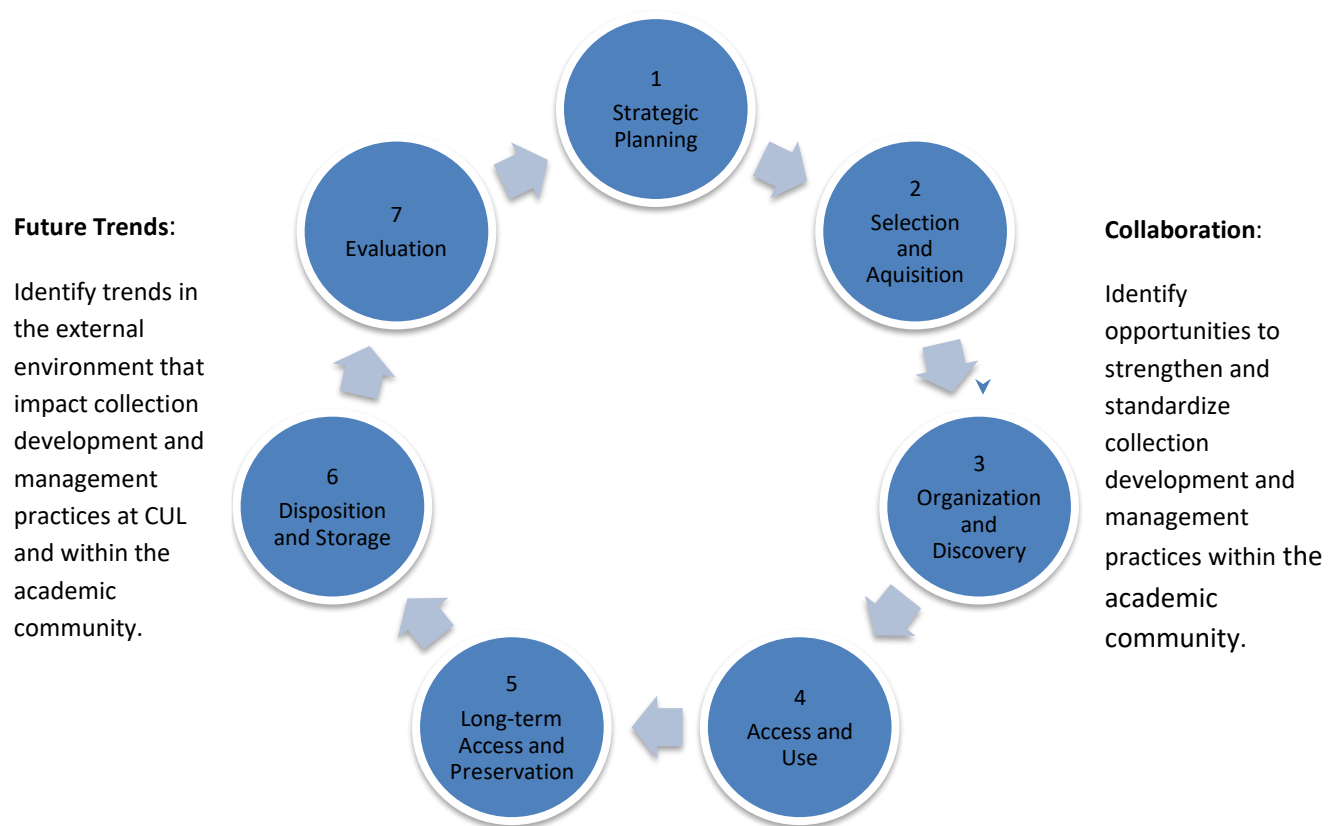 1
Strategic
Planning
2
Selection
and
Aquisition
3
Organization
and
Discovery
4
Access and
Use
5
Long-term
Access and
Preservation
6
Disposition
and Storage
7
Evaluation
Future Trends:
Identify trends in
the external
environment that
impact collection
development and
management
practices at CUL
and within the
academic
community.
Collaboration:
Identify
opportunities to
strengthen and
standardize
collection
development and
management
practices within the
academic
community.